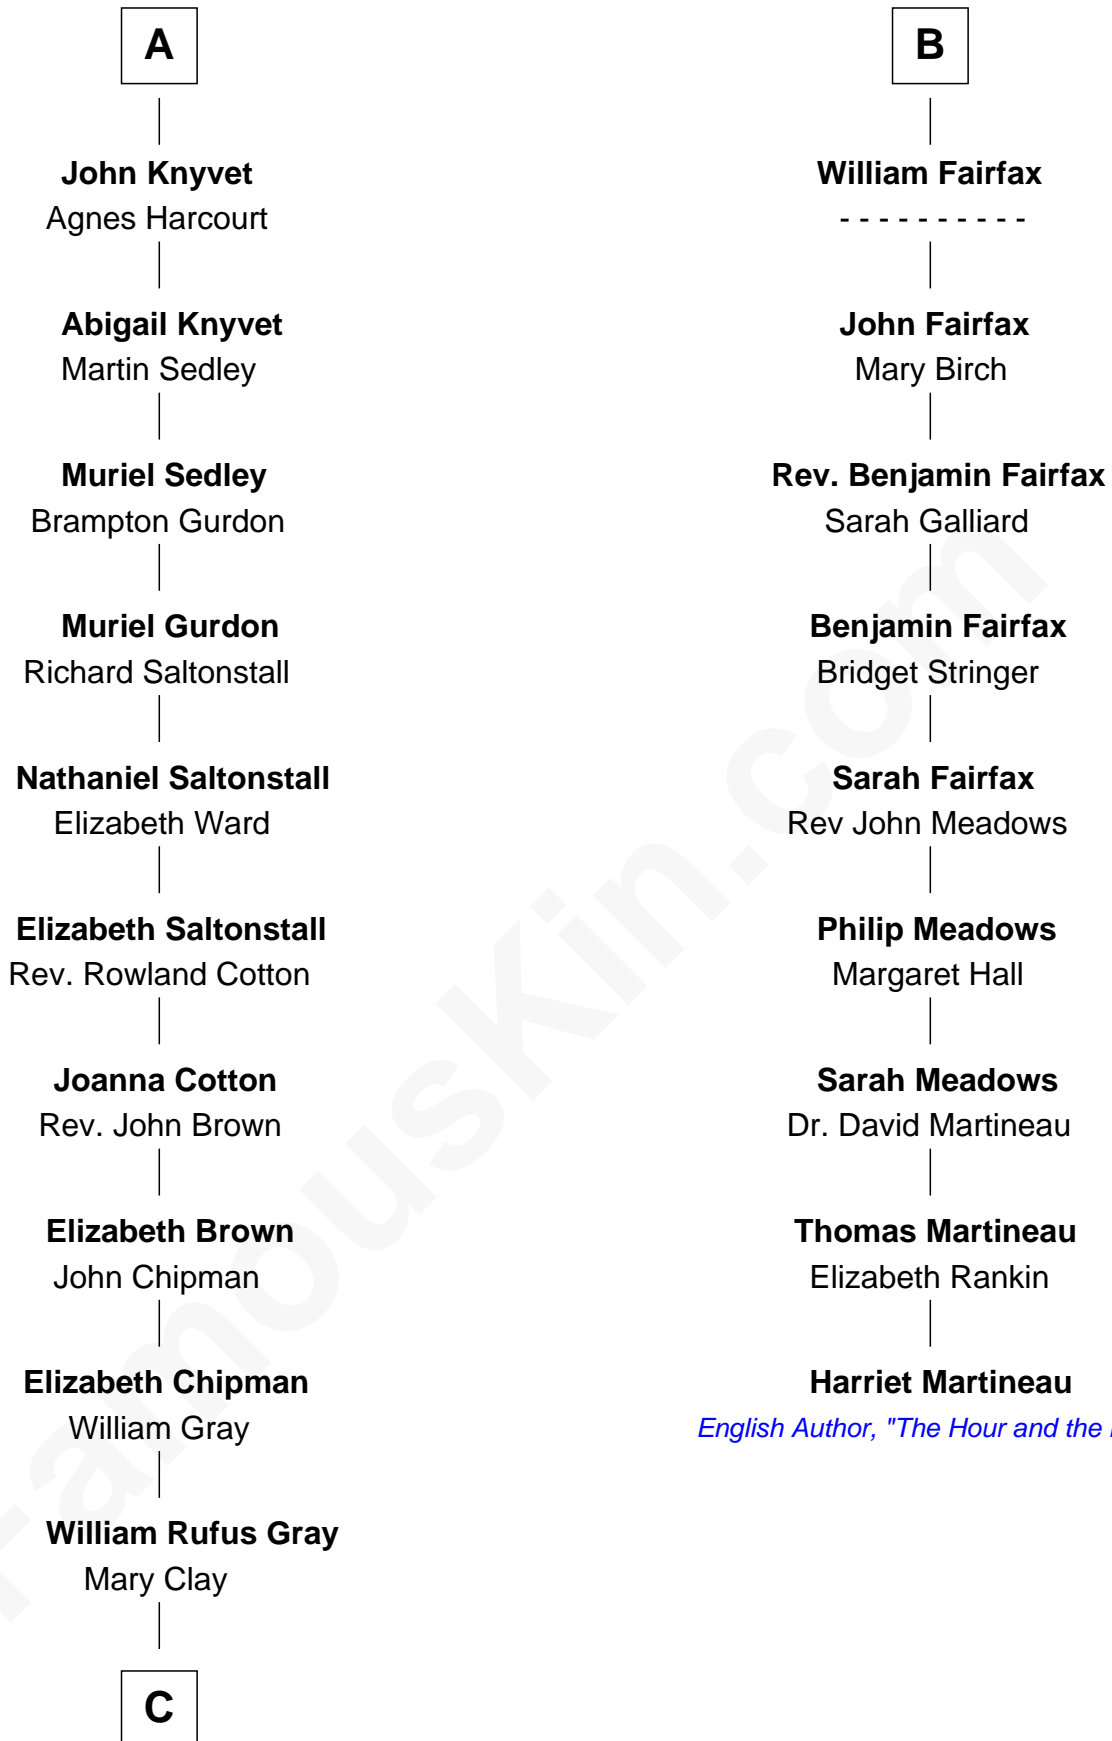 A
John Knyvet
Agnes Harcourt
Abigail Knyvet
Martin Sedley
Muriel Sedley
Brampton Gurdon
Muriel Gurdon
Richard Saltonstall
Nathaniel Saltonstall
Elizabeth Ward
Elizabeth Saltonstall
Rev. Rowland Cotton
Joanna Cotton
Rev. John Brown
Elizabeth Brown
John Chipman
Elizabeth Chipman
William Gray
William Rufus Gray
Mary Clay
C
B
William Fairfax
- - - - - - - - - -
John Fairfax
Mary Birch
Rev. Benjamin Fairfax
Sarah Galliard
Benjamin Fairfax
Bridget Stringer
Sarah Fairfax
Rev John Meadows
Philip Meadows
Margaret Hall
Sarah Meadows
Dr. David Martineau
Thomas Martineau
Elizabeth Rankin
Harriet Martineau
English Author, "The Hour and the
FamousKin.com